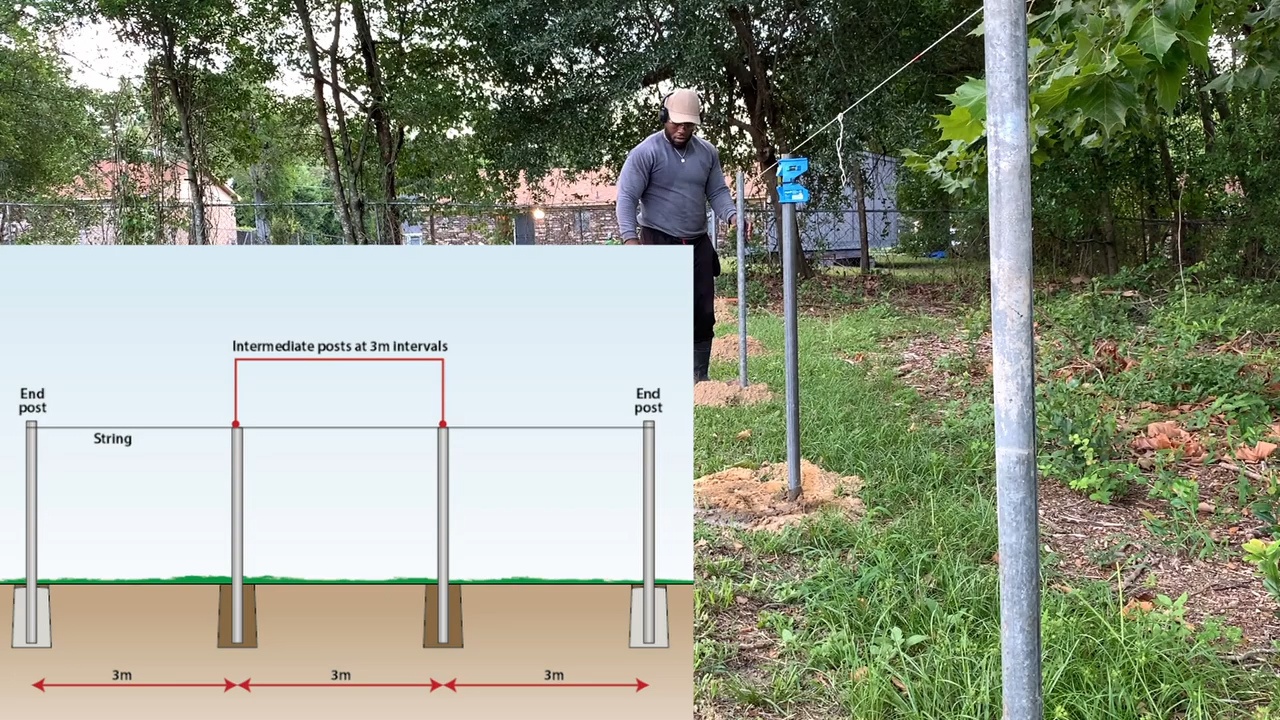 Intermediate posts at 3m intervals
End
post
End
post
String
3m
3m
3m